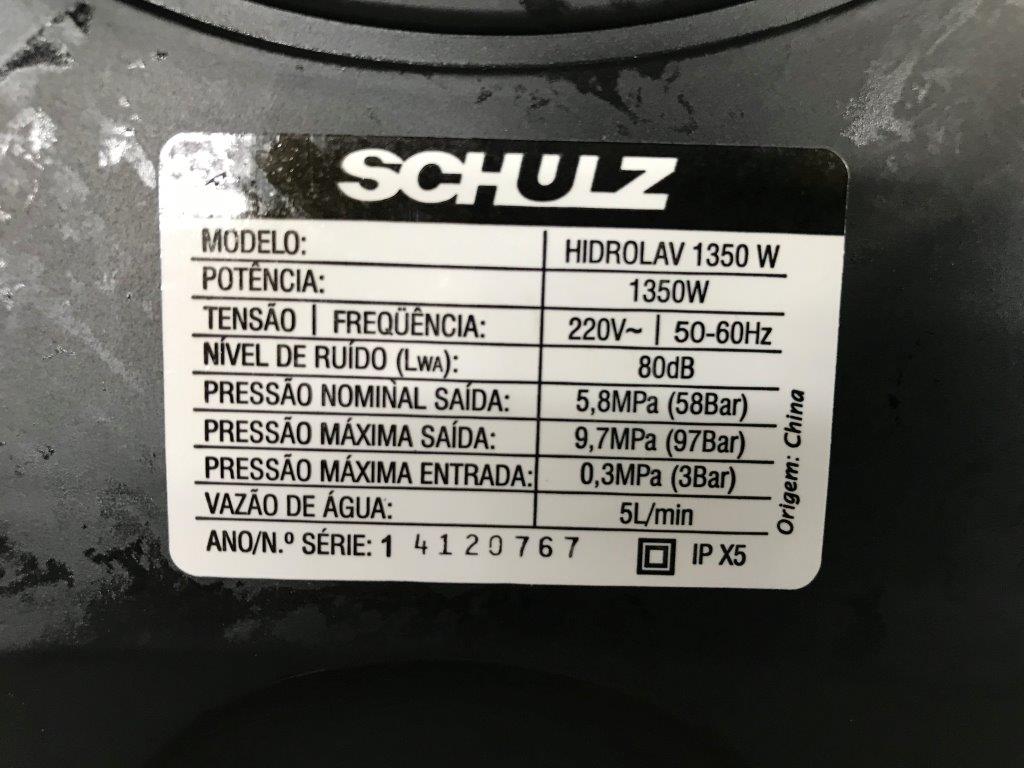 SCHULZ
MODELO: HIDROLAV 1350 W
POTÊNCIA: 1350W
TENSÃO | FREQÜÊNCIA: 220V~ | 50-60Hz
NÍVEL DE RUÍDO (LWA): 80dB
PRESSÃO NOMINAL SAÍDA: 5,8MPa (58Bar)
PRESSÃO MÁXIMA SAÍDA: 9,7MPa (97Bar)
PRESSÃO MÁXIMA ENTRADA: 0,3MPa (3Bar)
VAZÃO DE ÁGUA: 5L/min
ANO/N.º SÉRIE: 1 4120767 IP X5
Origem: China